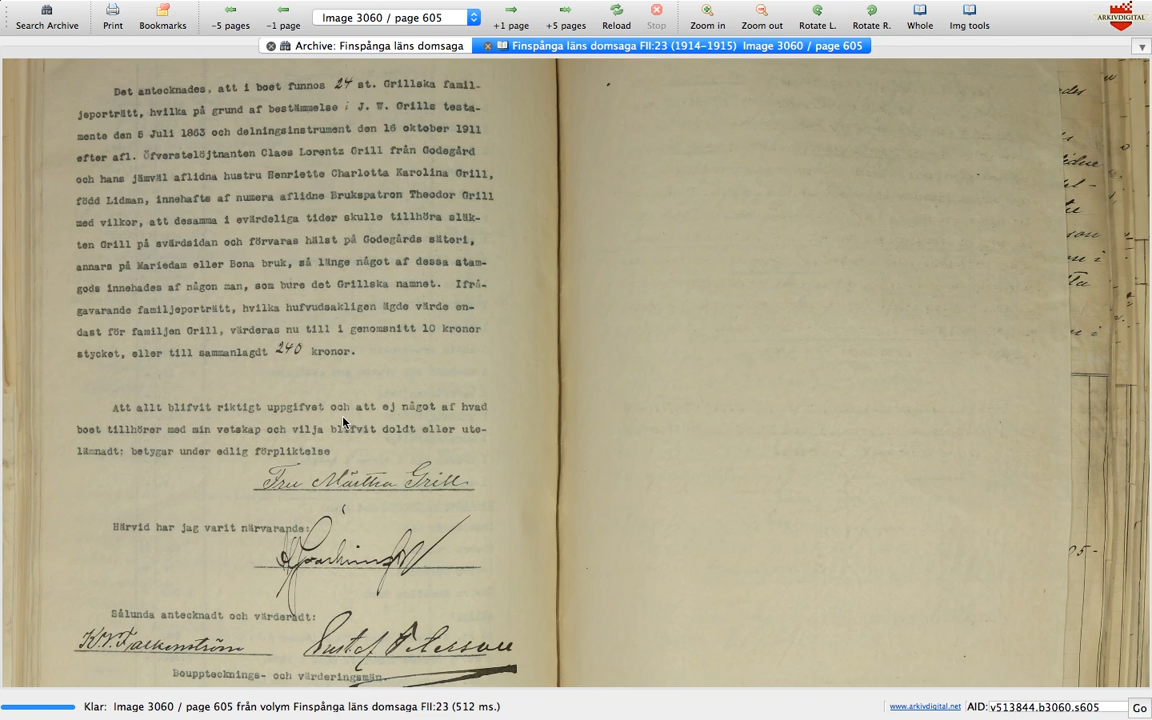 Search Archive
Print
Bookmarks
-5 pages
-1 page
Image 3060 / page 605
+1 page
+5 pages
Reload
Stop
Zoom in
Zoom out
Rotate L.
Rotate R.
Whole
Img tools
ARKIVDIGITAL
Archive: Finspånga läns domsaga
Finspånga läns domsaga FII:23 (1914-1915) Image 3060 / page 605
Det antecknades, att i boet funnos 24 st. Grillska famil-
jeporträtt, hvilka på grund af bestämmelse i J. W. Grills testa-
mente den 5 Juli 1863 och delningsinstrument den 16 oktober 1911
efter afl. Öfverstelöjtnanten Claes Lorentz Grill från Godegård
och hans jämväl aflidna hustru Henriette Charlotta Karolina Grill,
född Lidman, innehafts af numera aflidne Brukspatron Theodor Grill
med vilkor, att desamma i evärdeliga tider skulle tillhöra släk-
ten Grill på svärdsidan och förvaras hälst på Godegårds säteri,
annars på Mariedam eller Bona bruk, så länge något af dessa stam-
gods innehades af någon man, som bure det Grillska namnet. Ifrå-
gavarande familjeporträtt, hvilka hufvudsakligen ägde värde en-
dast för familjen Grill, värderas nu till i genomsnitt 10 kronor
stycket, eller till sammanlagdt 240 kronor.
Att allt blifvit riktigt uppgifvet och att ej något af hvad
boet tillhörer med min vetskap och vilja blifvit doldt eller ute-
lämnadt; betygar under edlig förpliktelse
Fru Märtha Grill
Härvid har jag varit närvarande:
Sålunda antecknadt och värderadt:
K.W. Falkenström Gustaf Peterson
Bouppteckings- och värderingsmän.
Klar: Image 3060 / page 605 från volym Finspånga läns domsaga FII:23 (512 ms.)
www.arkivdigital.net
AID: v513844.b3060.s605
Go